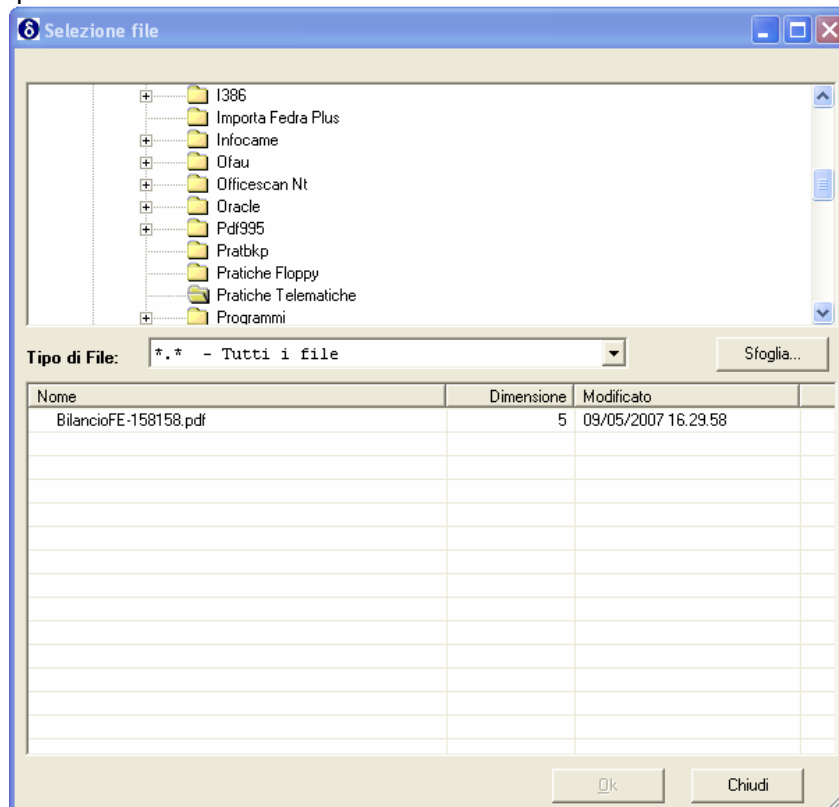 Selezione file
I386
Importa Fedra Plus
Infocame
Ofau
Officescan Nt
Oracle
Pdf995
Pratbkp
Pratiche Floppy
Pratiche Telematiche
Programmi
Tipo di File: *.* - Tutti i file Sfoglia...
Nome Dimensione Modificato
BilancioFE-158158.pdf 5 09/05/2007 16.29.58
Ok Chiudi